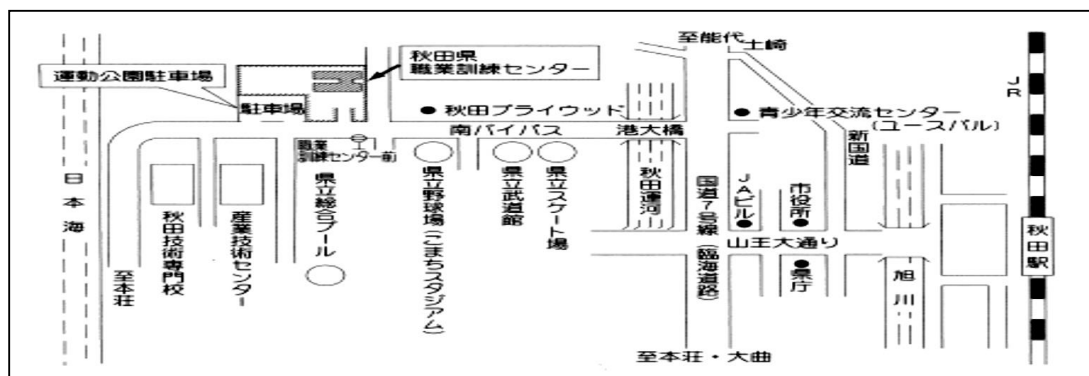 至能代
土崎
秋田県
職業訓練センター
運動公園駐車場
駐車場
JR
秋田プライウッド
青少年交流センター
(ユースパル)
南バイパス
港大橋
新国道
職業
訓練センター前
日本海
秋田技術専門校
産業技術センター
県立総合プール
県立野球場(こまちスタジアム)
県立武道館
県立スケート場
秋田運河
国道7号線(臨海道路)
JAビル
市役所
山王大通り
県庁
旭川
秋田駅
至本荘
至本荘・大曲